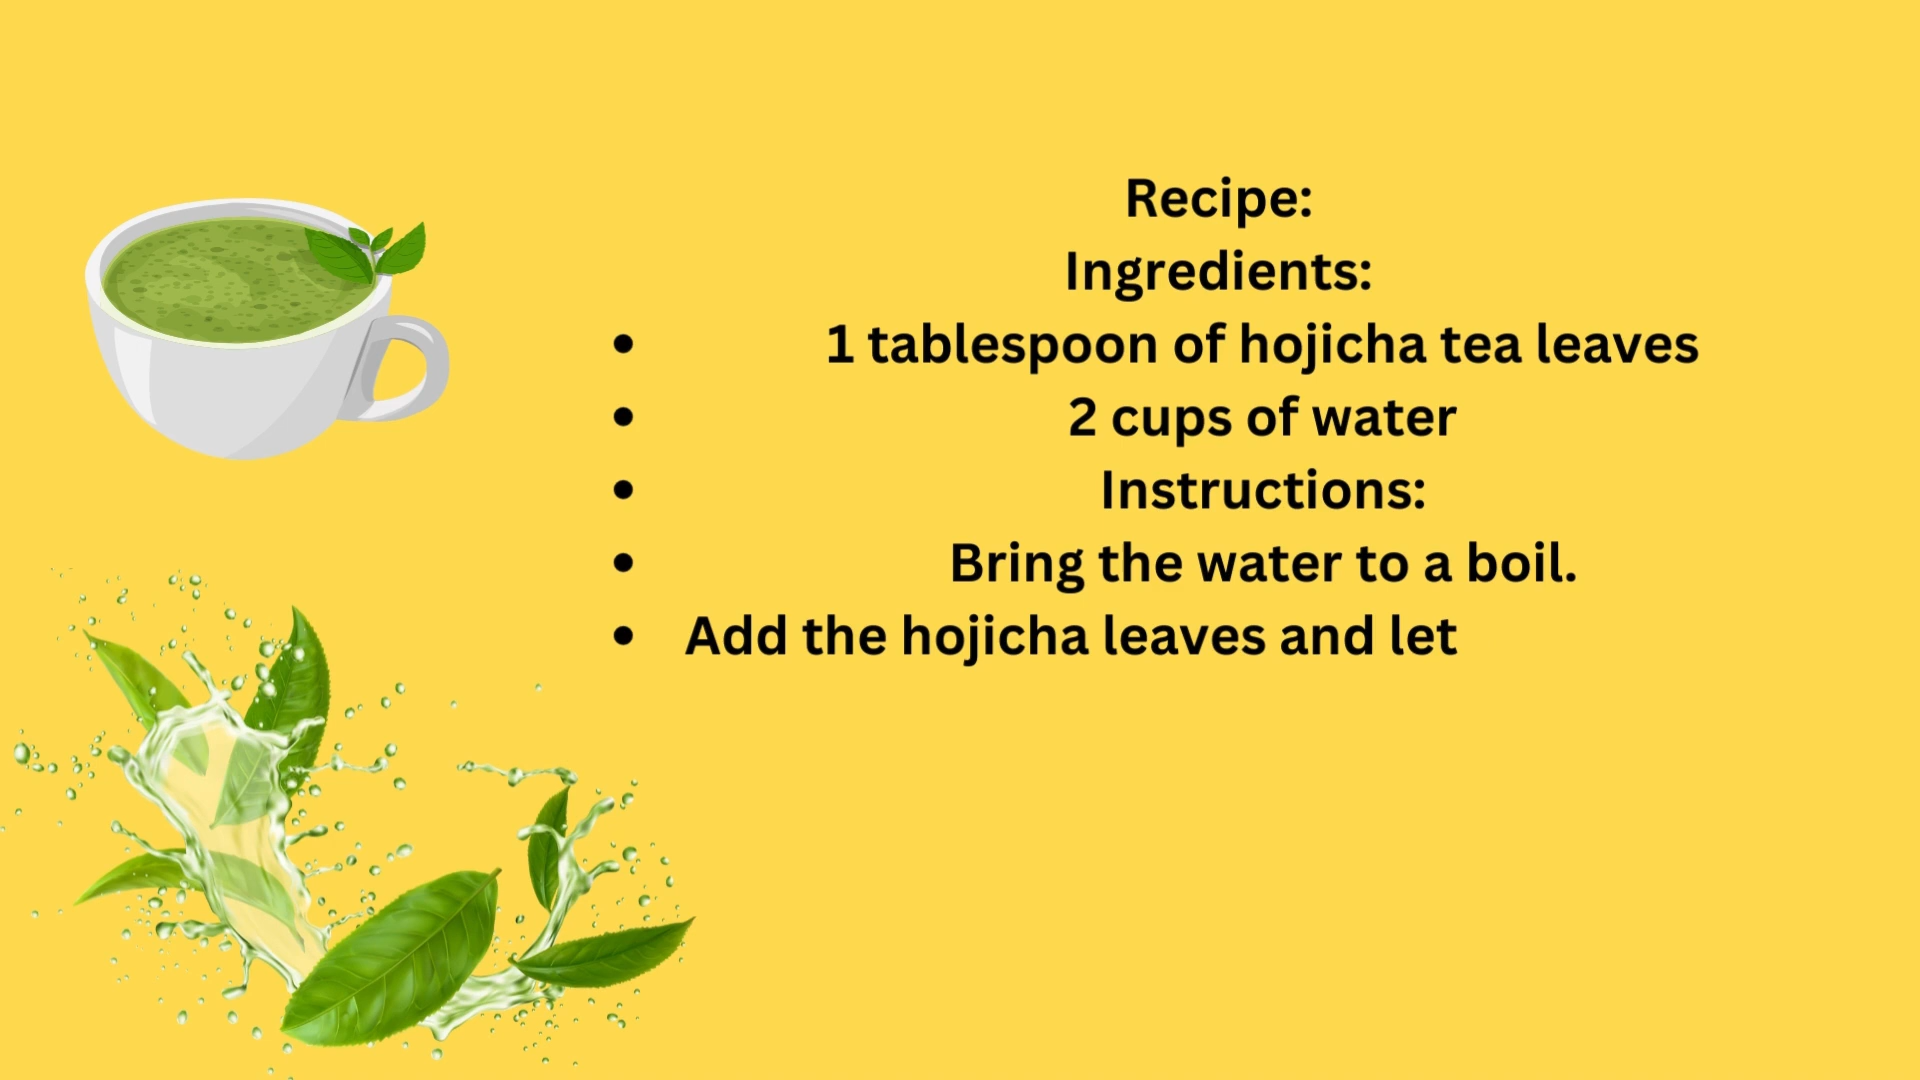 Recipe:
Ingredients:
• 1 tablespoon of hojicha tea leaves
• 2 cups of water
• Instructions:
• Bring the water to a boil.
• Add the hojicha leaves and let